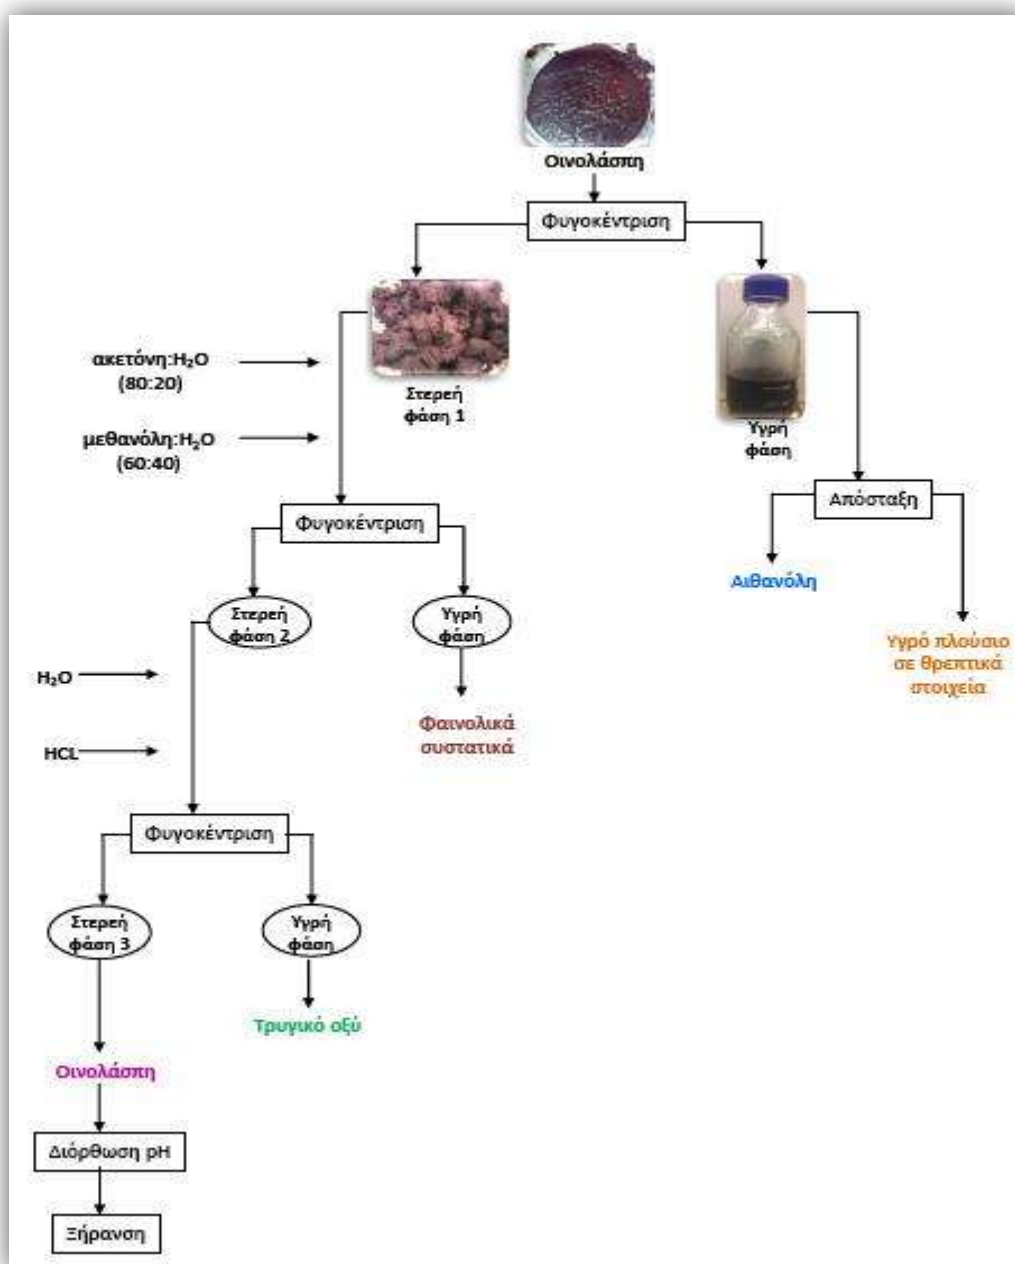 Οινολάσπη
Φυγοκέντριση
ακετόνη:H₂O
(80:20)
Στερεή
φάση 1
Υγρή
φάση
μεθανόλη:H₂O
(60:40)
Απόσταξη
Φυγοκέντριση
Αιθανόλη
Στερεή
φάση 2
Υγρή
φάση
Υγρό πλούσιο
σε θρεπτικά
στοιχεία
H₂O
Φαινολικά
συστατικά
HCL
Φυγοκέντριση
Στερεή
φάση 3
Υγρή
φάση
Τρυγικό οξύ
Οινολάσπη
Διόρθωση pH
Ξήρανση